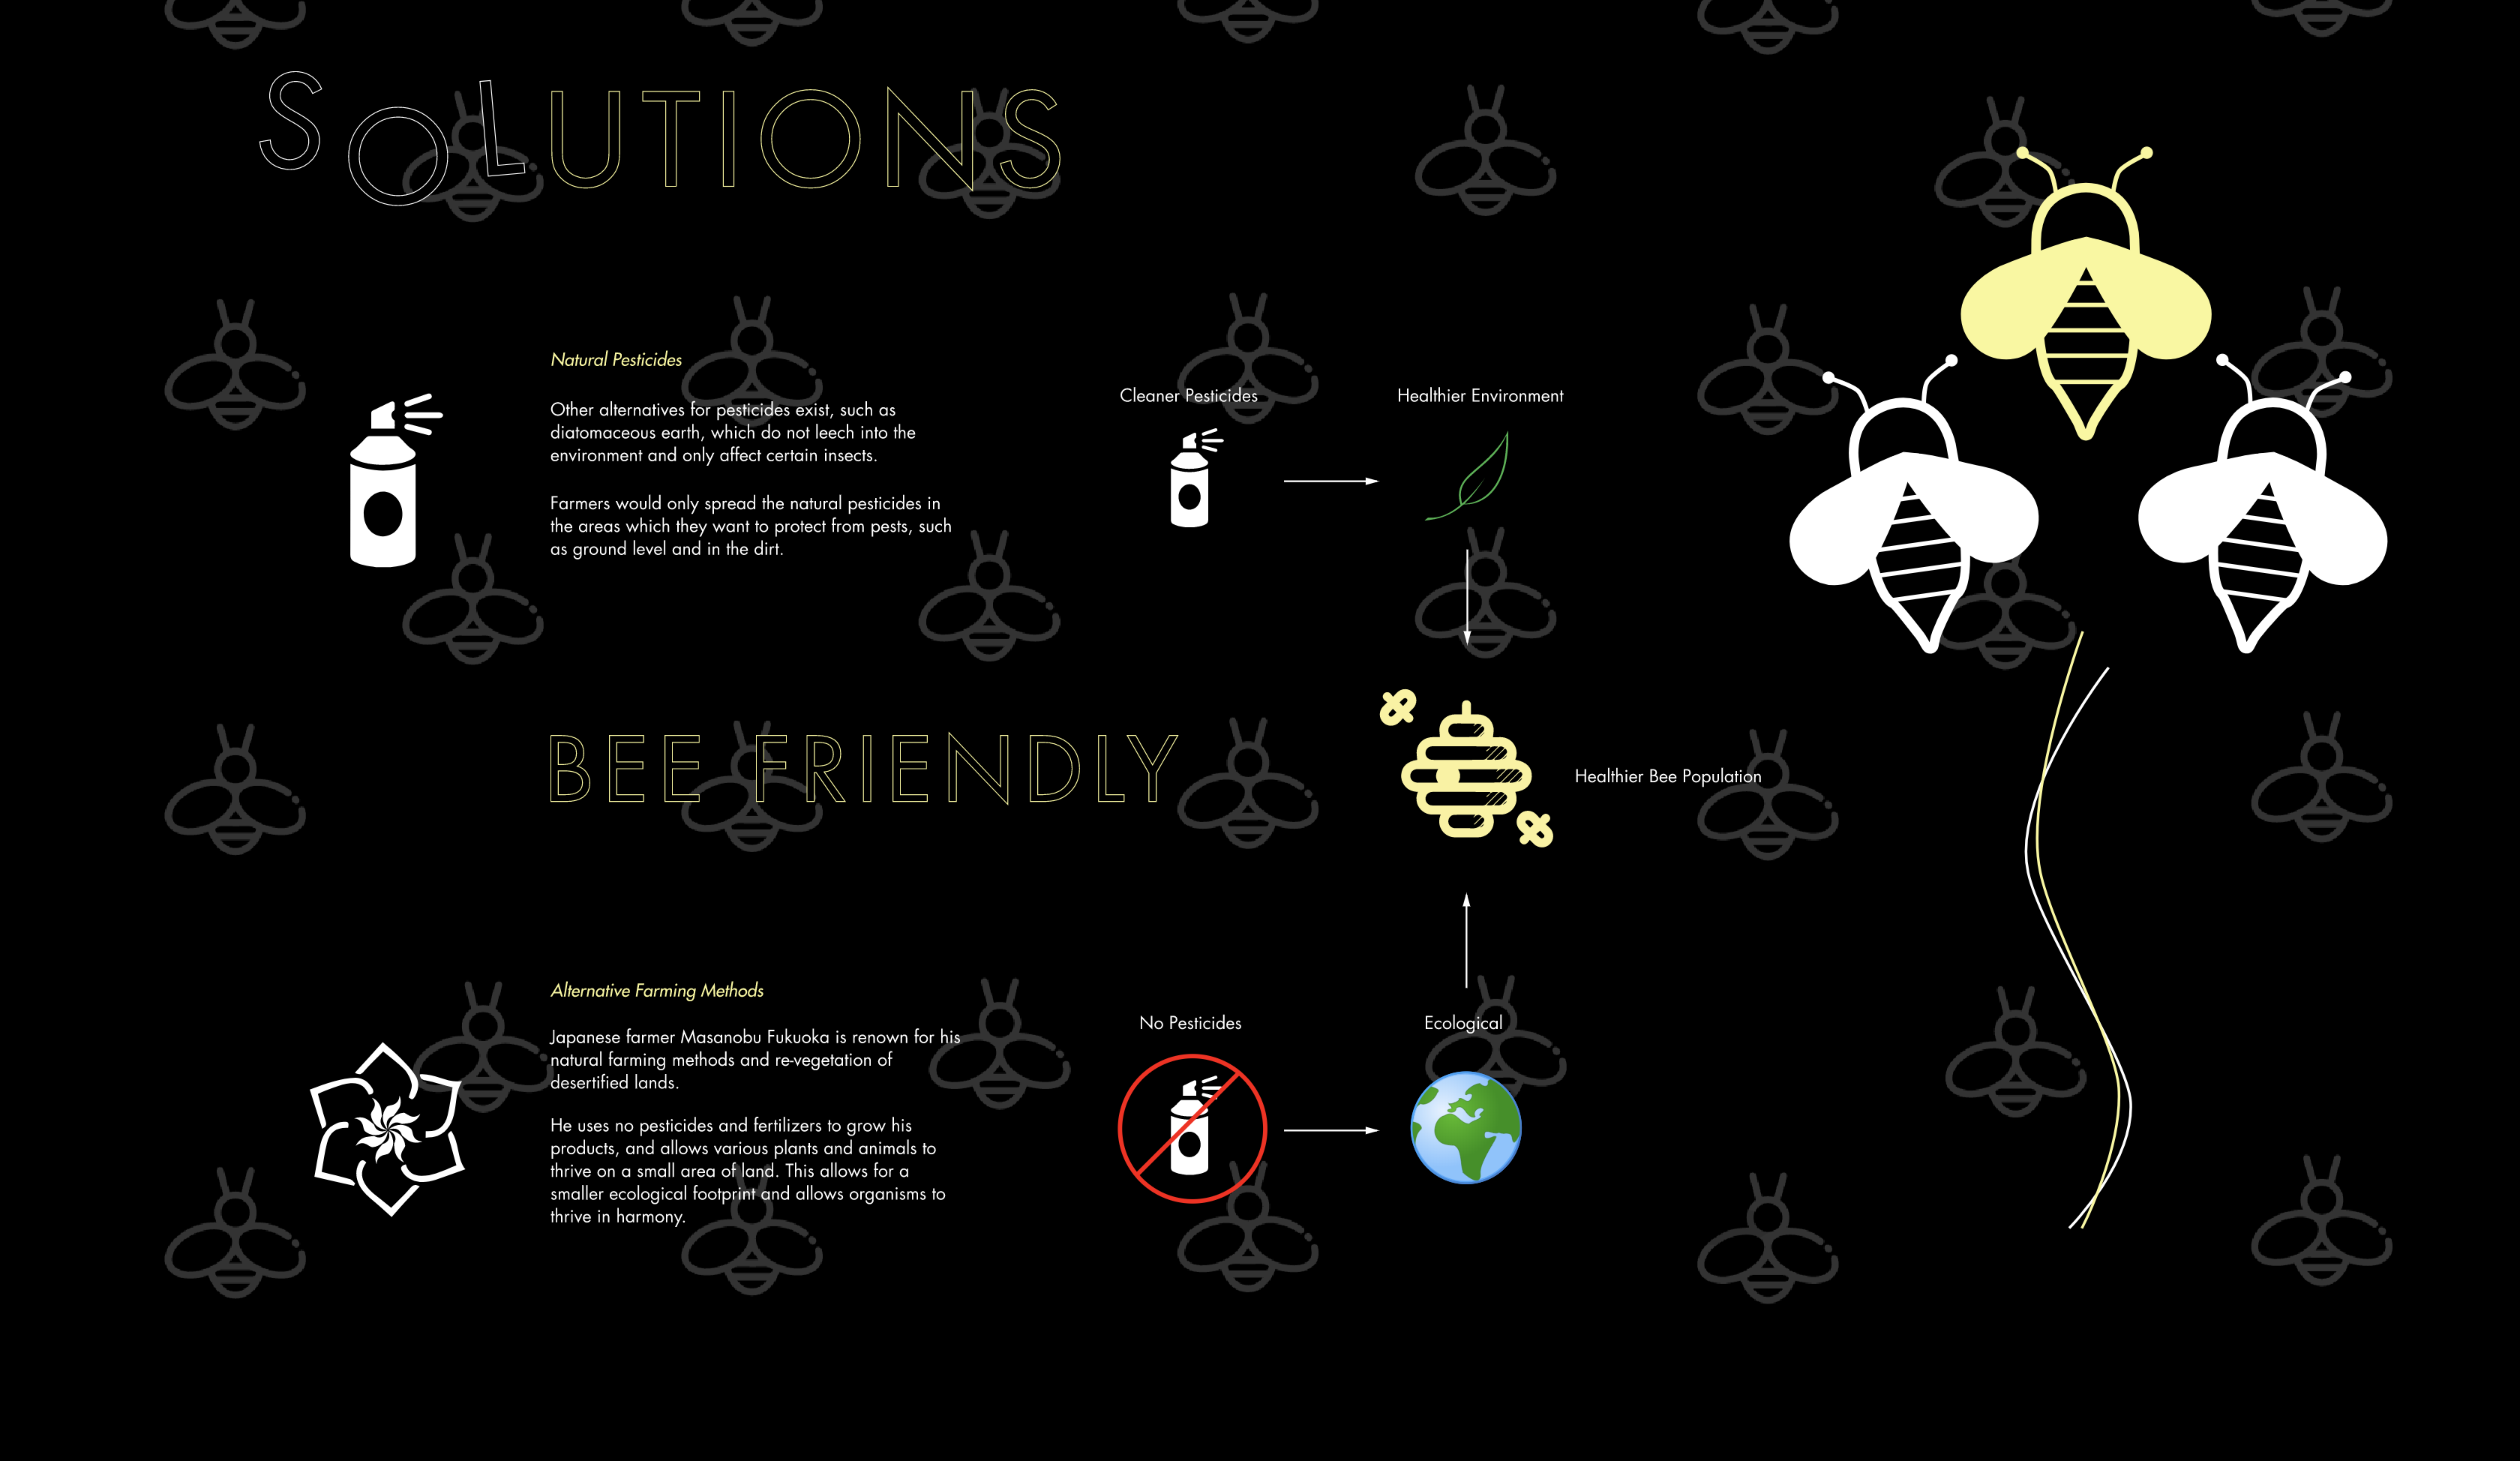 SOLUTIONS
Natural Pesticides
Other alternatives for pesticides exist, such as
diatomaceous earth, which do not leech into the
environment and only affect certain insects.
Farmers would only spread the natural pesticides in
the areas which they want to protect from pests, such
as ground level and in the dirt.
Cleaner Pesticides
Healthier Environment
BEE FRIENDLY
Healthier Bee Population
Alternative Farming Methods
Japanese farmer Masanobu Fukuoka is renown for his
natural farming methods and re-vegetation of
desertified lands.
He uses no pesticides and fertilizers to grow his
products, and allows various plants and animals to
thrive on a small area of land. This allows for a
smaller ecological footprint and allows organisms to
thrive in harmony.
No Pesticides
Ecological